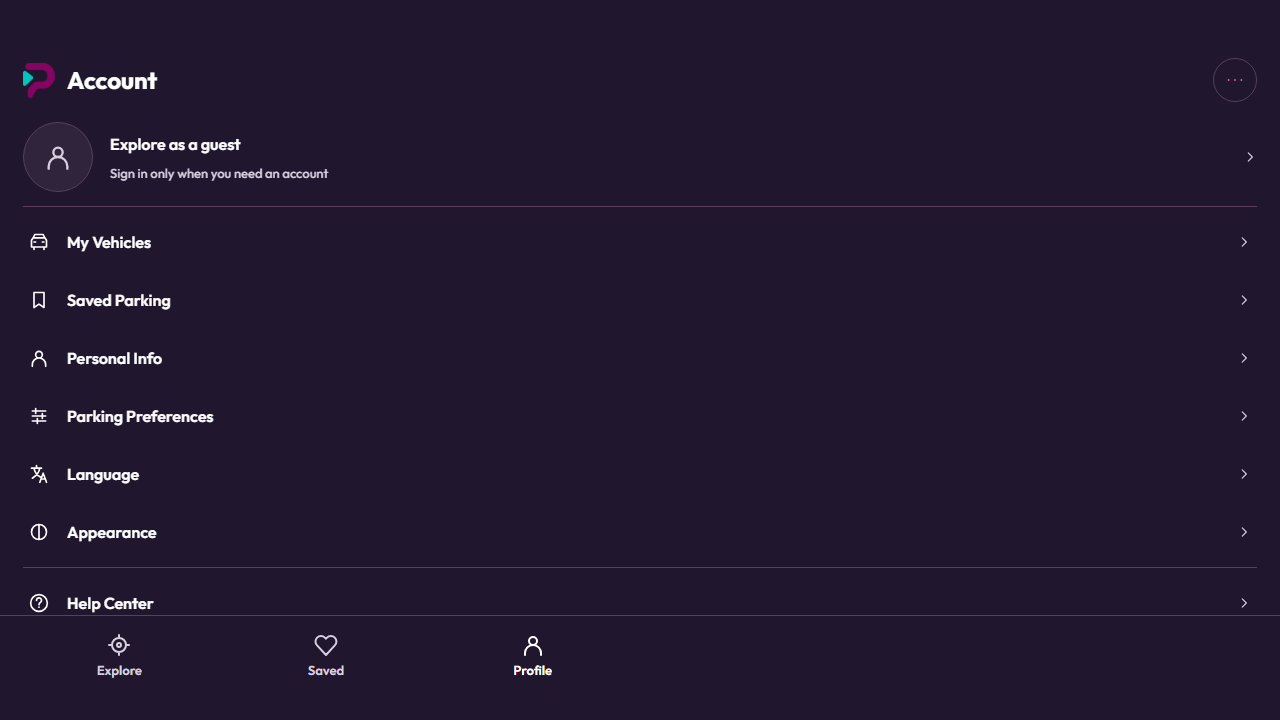 Account
Explore as a guest
Sign in only when you need an account
My Vehicles
Saved Parking
Personal Info
Parking Preferences
Language
Appearance
Help Center
Explore
Saved
Profile